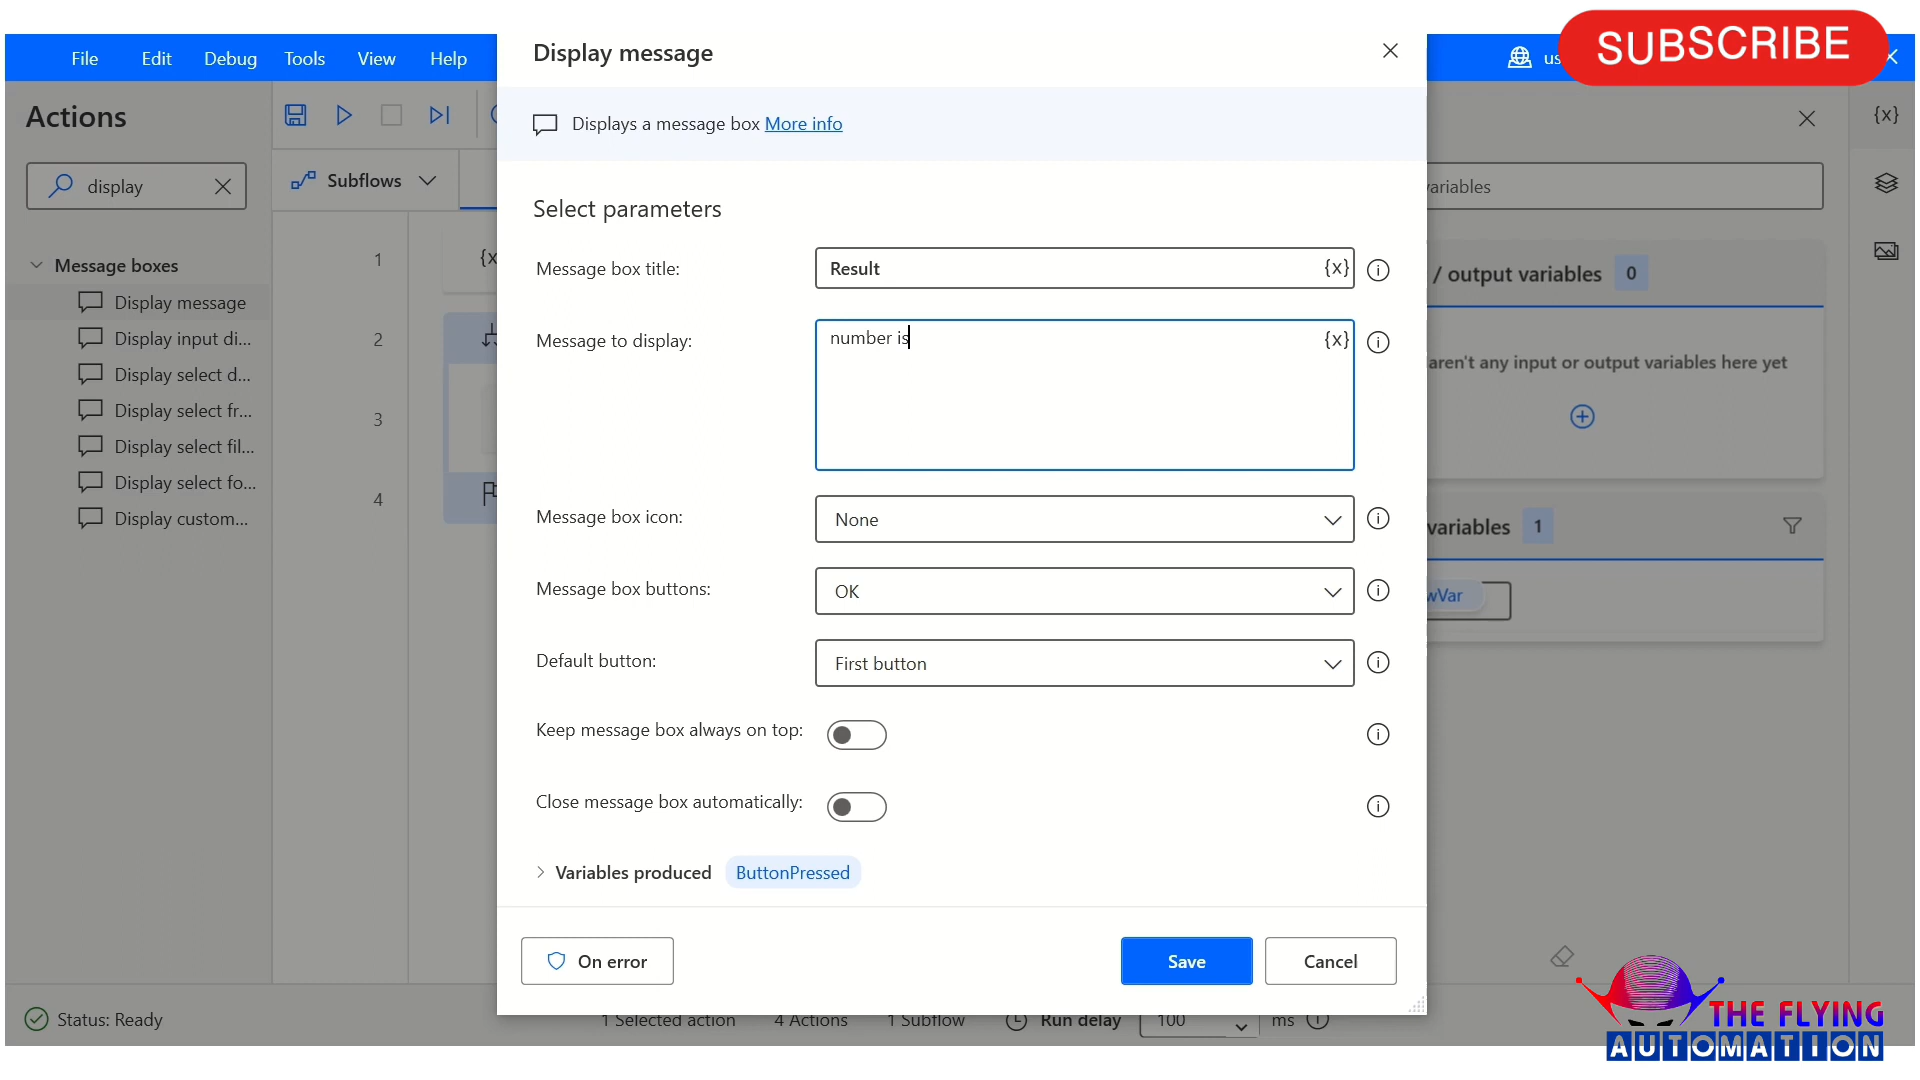 SUBSCRIBE
File Edit Debug Tools View Help
Display message
Actions
Displays a message box More info
{x}
display
Subflows
Select parameters
Message boxes
Display message
Display input di...
Display select d...
Display select fr...
Display select fil...
Display select fo...
Display custom...
1
2
3
4
Message box title:
Result {x}
Message to display:
number is {x}
Message box icon:
None
Message box buttons:
OK
Default button:
First button
Keep message box always on top:
Close message box automatically:
Variables produced ButtonPressed
On error
Save
Cancel
/ output variables 0
aren't any input or output variables here yet
variables 1
Status: Ready
1 Selected action 4 Actions 1 Subflow Run delay 100 ms
THE FLYING
AUTOMATION